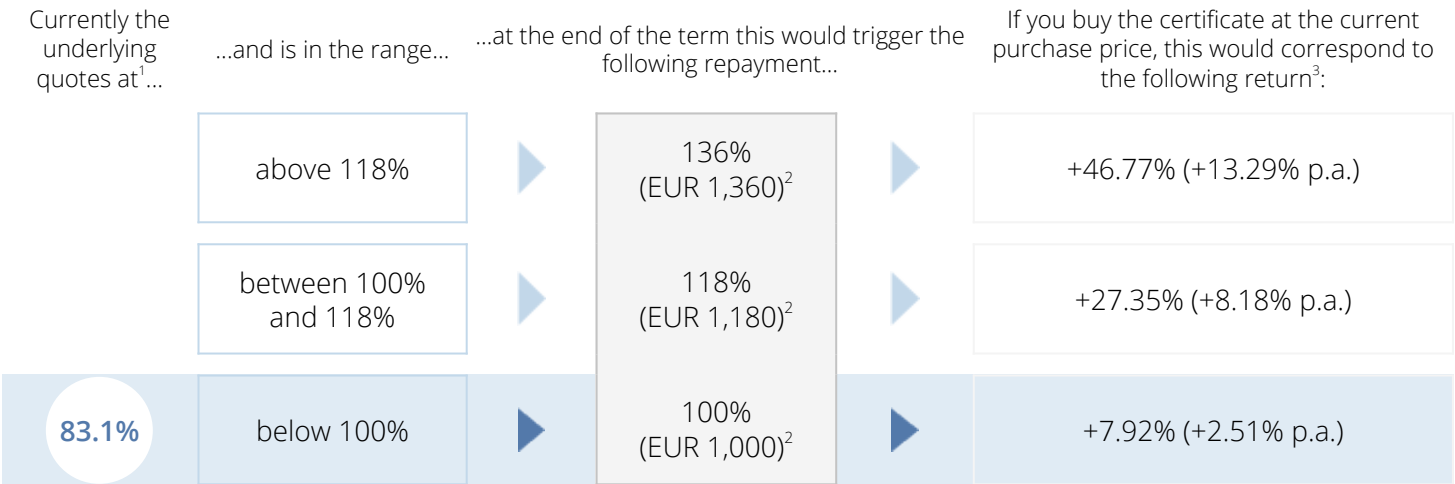 Currently the
underlying
quotes at¹...
...and is in the range...
...at the end of the term this would trigger the
following repayment...
If you buy the certificate at the current
purchase price, this would correspond to
the following return³:
above 118%
136%
(EUR 1,360)²
+46.77% (+13.29% p.a.)
between 100%
and 118%
118%
(EUR 1,180)²
+27.35% (+8.18% p.a.)
83.1%
below 100%
100%
(EUR 1,000)²
+7.92% (+2.51% p.a.)